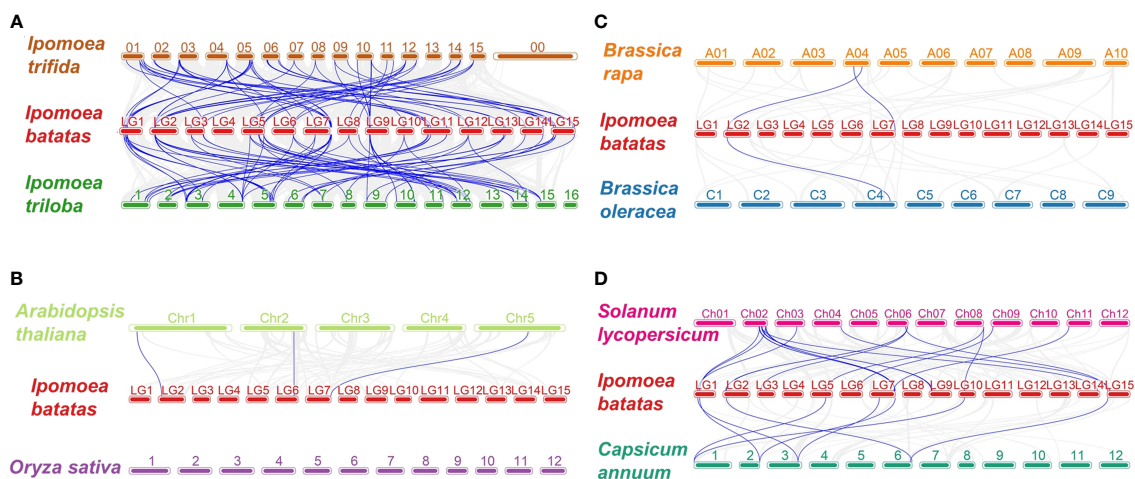 A
Ipomoea
trifida
01 02 03 04 05 06 07 08 09 10 11 12 13 14 15 00
Ipomoea
batatas
LG1 LG2 LG3 LG4 LG5 LG6 LG7 LG8 LG9 LG10 LG11 LG12 LG13 LG14 LG15
Ipomoea
triloba
1 2 3 4 5 6 7 8 9 10 11 12 13 14 15 16
B
Arabidopsis
thaliana
Chr1 Chr2 Chr3 Chr4 Chr5
Ipomoea
batatas
LG1 LG2 LG3 LG4 LG5 LG6 LG7 LG8 LG9 LG10 LG11 LG12 LG13 LG14 LG15
Oryza sativa
1 2 3 4 5 6 7 8 9 10 11 12
C
Brassica
rapa
A01 A02 A03 A04 A05 A06 A07 A08 A09 A10
Ipomoea
batatas
LG1 LG2 LG3 LG4 LG5 LG6 LG7 LG8 LG9 LG10 LG11 LG12 LG13 LG14 LG15
Brassica
oleracea
C1 C2 C3 C4 C5 C6 C7 C8 C9
D
Solanum
lycopersicum
Ch01 Ch02 Ch03 Ch04 Ch05 Ch06 Ch07 Ch08 Ch09 Ch10 Ch11 Ch12
Ipomoea
batatas
LG1 LG2 LG3 LG4 LG5 LG6 LG7 LG8 LG9 LG10 LG11 LG12 LG13 LG14 LG15
Capsicum
annuum
1 2 3 4 5 6 7 8 9 10 11 12